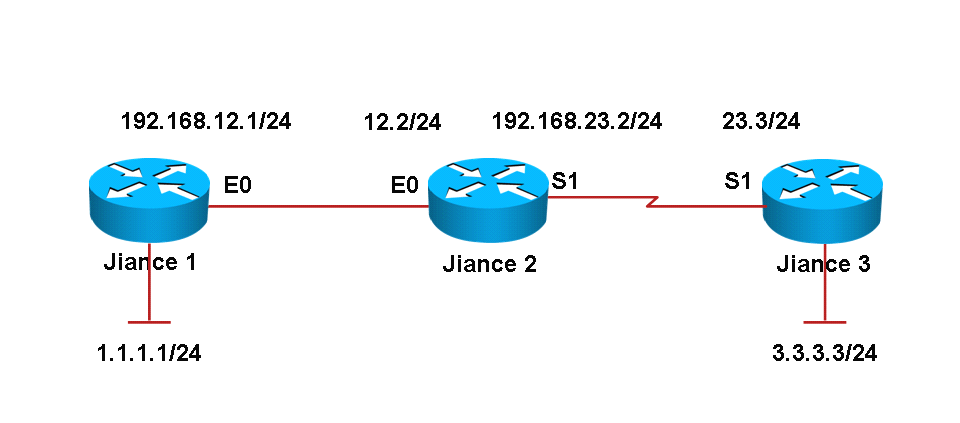 192.168.12.1/24
12.2/24
192.168.23.2/24
23.3/24
E0
E0
S1
S1
Jiance 1
Jiance 2
Jiance 3
1.1.1.1/24
3.3.3.3/24